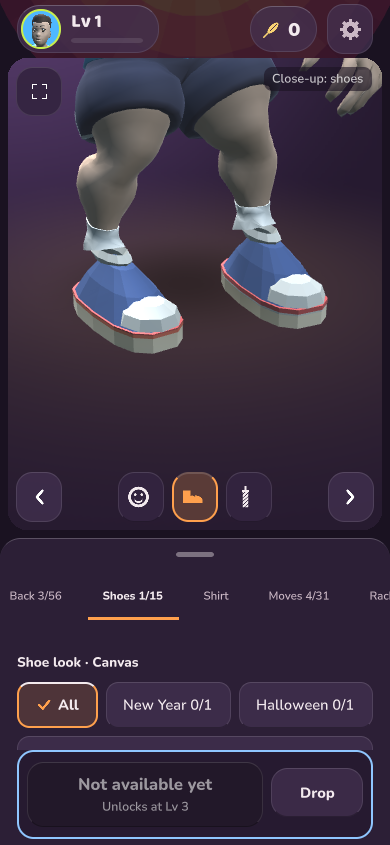 Lv 1
0
Close-up: shoes
Back 3/56
Shoes 1/15
Shirt
Moves 4/31
Shoe look · Canvas
All
New Year 0/1
Halloween 0/1
Not available yet
Unlocks at Lv 3
Drop